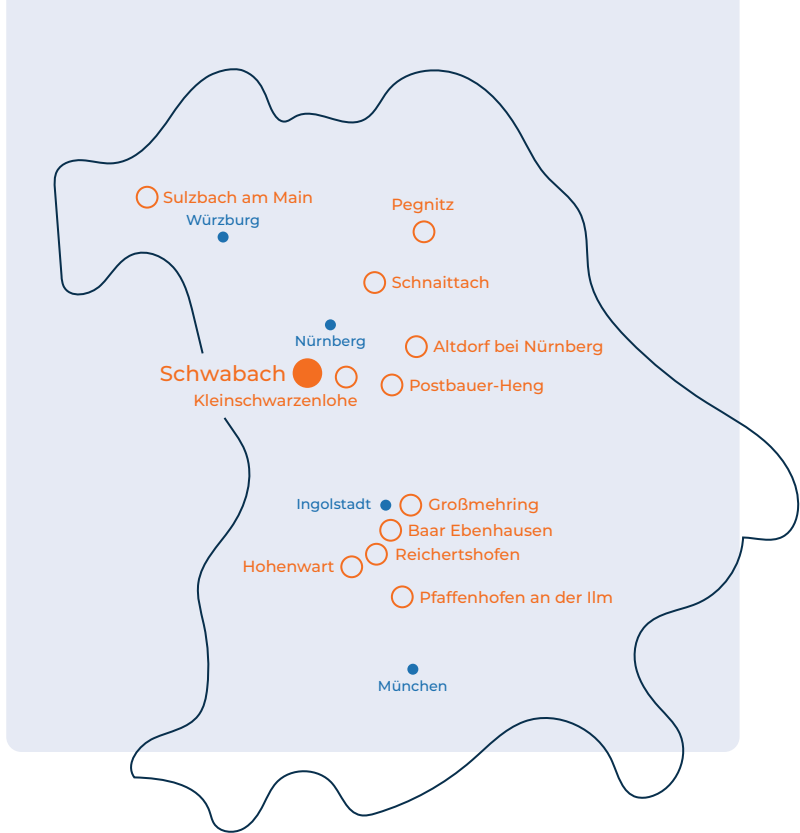 Sulzbach am Main
Pegnitz
Würzburg
Schnaittach
Nürnberg
Altdorf bei Nürnberg
Schwabach
Postbauer-Heng
Kleinschwarzenlohe
Ingolstadt
Großmehring
Baar Ebenhausen
Reichertshofen
Hohenwart
Pfaffenhofen an der Ilm
München